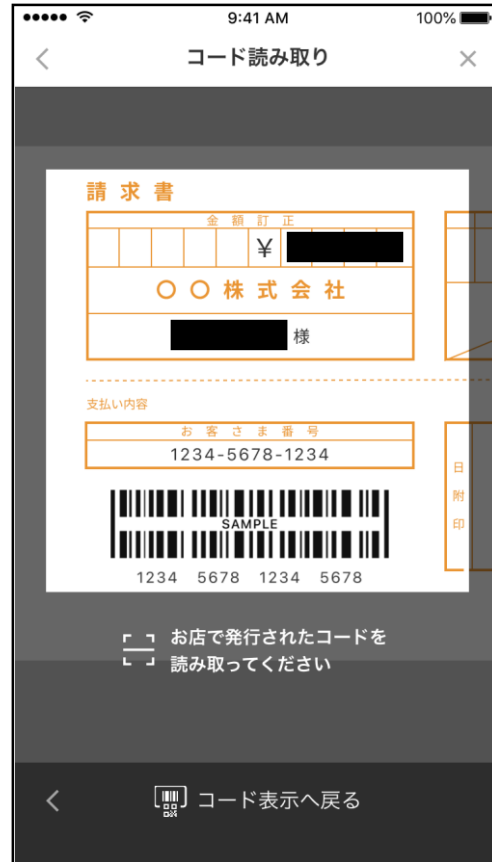 9:41 AM
100%
コード読み取り
請求書
金額訂正
¥
〇〇株式会社
様
支払い内容
お客さま番号
1234-5678-1234
日附印
SAMPLE
1234 5678 1234 5678
お店で発行されたコードを
読み取ってください
コード表示へ戻る